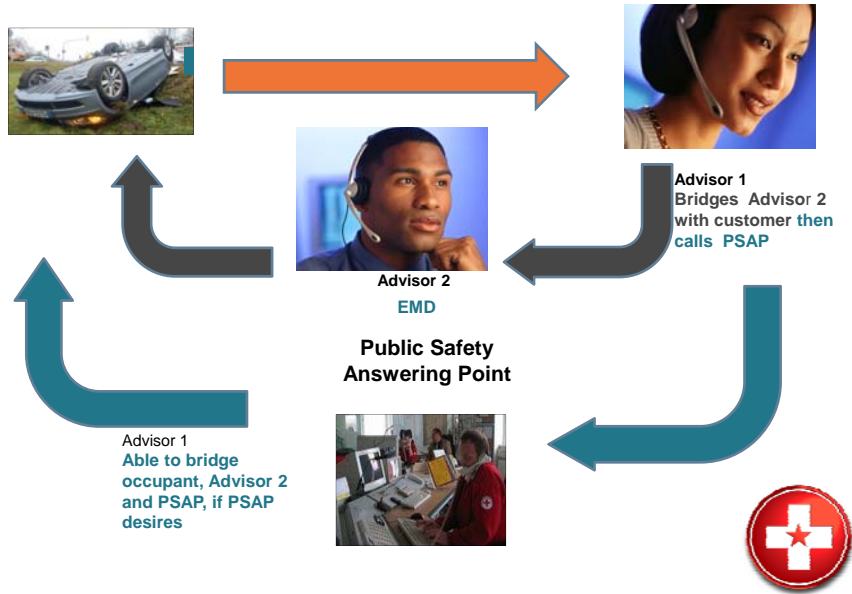 Advisor 1
Bridges Advisor 2
with customer then
calls PSAP
Advisor 2
EMD
Public Safety
Answering Point
Advisor 1
Able to bridge
occupant, Advisor 2
and PSAP, if PSAP
desires